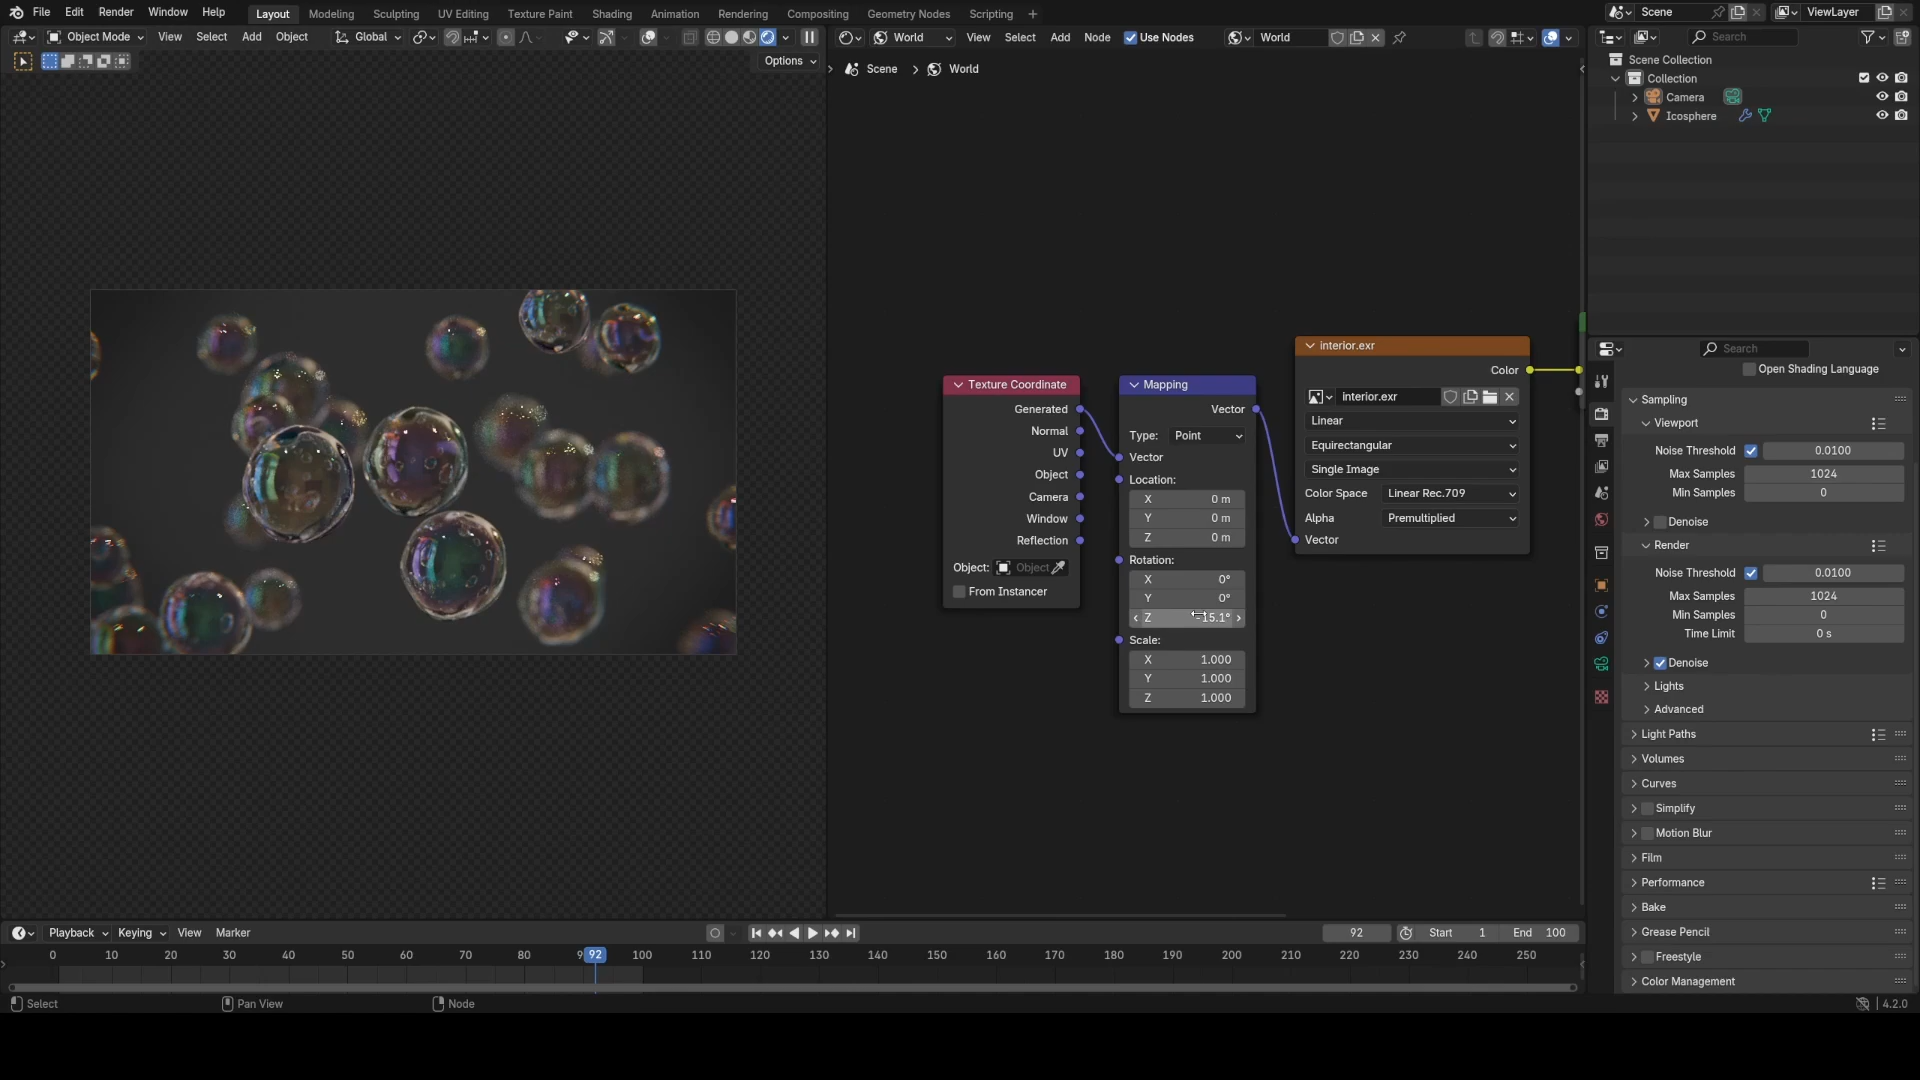 File Edit Render Window Help Layout Modeling Sculpting UV Editing Texture Paint Shading Animation Rendering Compositing Geometry Nodes Scripting + Scene ViewLayer
Object Mode View Select Add Object Global
Options
World View Select Add Node Use Nodes World
Scene > World
Texture Coordinate
Generated
Normal
UV
Object
Camera
Window
Reflection
Object: Object
From Instancer
Mapping
Vector
Type: Point
Vector
Location:
X 0 m
Y 0 m
Z 0 m
Rotation:
X 0°
Y 0°
Z -15.1°
Scale:
X 1.000
Y 1.000
Z 1.000
interior.exr
Color
interior.exr
Linear
Equirectangular
Single Image
Color Space Linear Rec.709
Alpha Premultiplied
Vector
Search
Scene Collection
Collection
Camera
Icosphere
Search
Open Shading Language
Sampling
Viewport
Noise Threshold 0.0100
Max Samples 1024
Min Samples 0
Denoise
Render
Noise Threshold 0.0100
Max Samples 1024
Min Samples 0
Time Limit 0 s
Denoise
Lights
Advanced
Light Paths
Volumes
Curves
Simplify
Motion Blur
Film
Performance
Bake
Grease Pencil
Freestyle
Color Management
Playback Keying View Marker 92 Start 1 End 100
0 10 20 30 40 50 60 70 80 9 92 100 110 120 130 140 150 160 170 180 190 200 210 220 230 240 250
Select Pan View Node 4.2.0